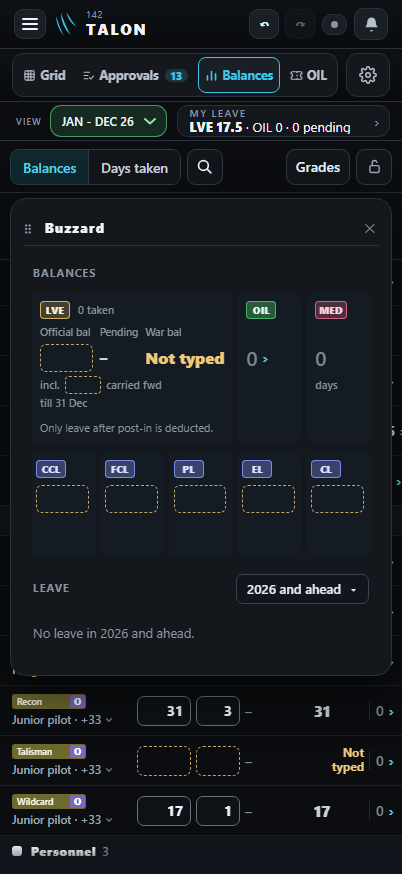 142
TALON
Grid
Approvals 13
Balances
OIL
VIEW
JAN - DEC 26
MY LEAVE
LVE 17.5 · OIL 0 · 0 pending
Balances
Days taken
Grades
Buzzard
BALANCES
LVE 0 taken
Official bal Pending War bal
– Not typed
incl. carried fwd
till 31 Dec
Only leave after post-in is deducted.
OIL
0 ›
MED
0
days
CCL FCL PL EL CL
LEAVE
2026 and ahead
No leave in 2026 and ahead.
Recon O
Junior pilot · +33
31 3 – 31 0 ›
Talisman O
Junior pilot · +33
– Not typed 0 ›
Wildcard O
Junior pilot · +33
17 1 – 17 0 ›
Personnel 3